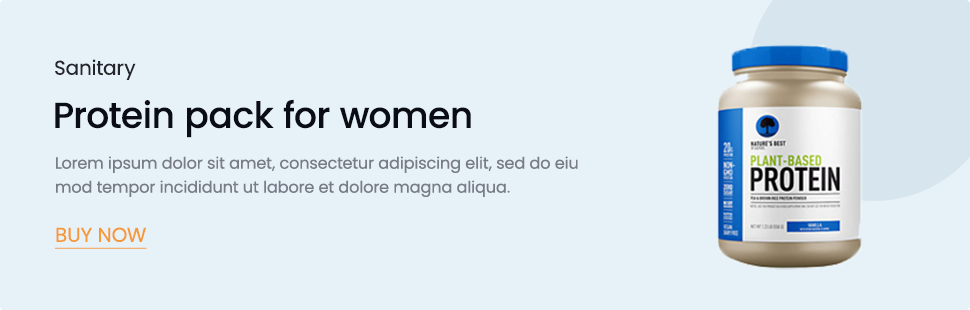 Sanitary
Protein pack for women
Lorem ipsum dolor sit amet, consectetur adipiscing elit, sed do eiu
mod tempor incididunt ut labore et dolore magna aliqua.
BUY NOW
NATURE'S BEST
PLANT-BASED
PROTEIN
PEA & BROWN RICE PROTEIN POWDER
VANILLA